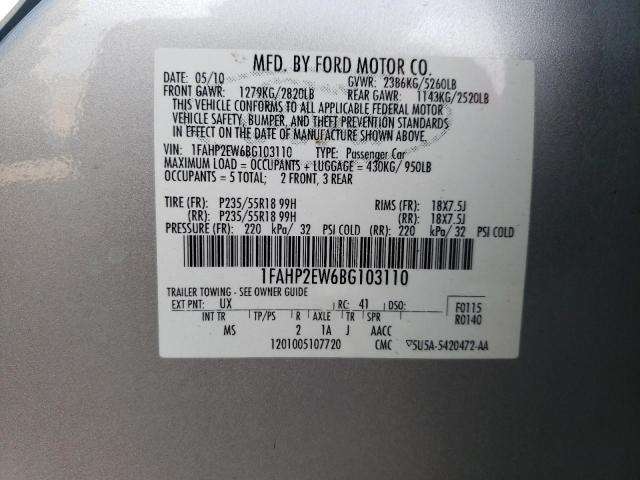 MFD. BY FORD MOTOR CO.
DATE: 05/10 GVWR: 2386KG/5260LB
FRONT GAWR: 1279KG/2820LB REAR GAWR: 1143KG/2520LB
THIS VEHICLE CONFORMS TO ALL APPLICABLE FEDERAL MOTOR
VEHICLE SAFETY, BUMPER, AND THEFT PREVENTION STANDARDS
IN EFFECT ON THE DATE OF MANUFACTURE SHOWN ABOVE.
VIN: 1FAHP2EW6BG103110 TYPE: Passenger Car
MAXIMUM LOAD = OCCUPANTS + LUGGAGE = 430KG/950LB
OCCUPANTS = 5 TOTAL; 2 FRONT, 3 REAR
TIRE (FR): P235/55R18 99H RIMS (FR): 18X7.5J
(RR): P235/55R18 99H (RR): 18X7.5J
PRESSURE (FR): 220 kPa/ 32 PSI COLD (RR): 220 kPa/ 32 PSI COLD
1FAHP2EW6BG103110
TRAILER TOWING - SEE OWNER GUIDE
EXT PNT: UX RC: 41 DSO: F0115
INT TR TP/PS R AXLE TR SPR R0140
MS 2 1A J AACC
1201005107720 CMC ▽5U5A-5420472-AA